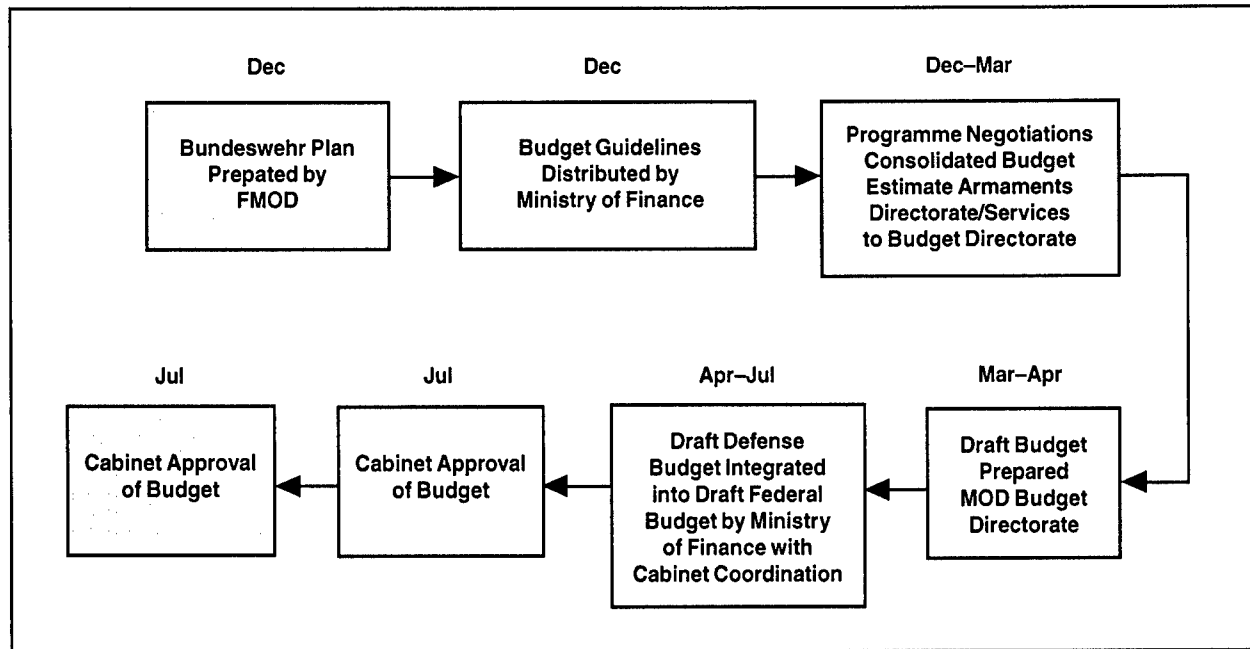 Dec
Bundeswehr Plan
Prepated by
FMOD
Dec
Budget Guidelines
Distributed by
Ministry of Finance
Dec–Mar
Programme Negotiations
Consolidated Budget
Estimate Armaments
Directorate/Services
to Budget Directorate
Mar–Apr
Draft Budget
Prepared
MOD Budget
Directorate
Apr–Jul
Draft Defense
Budget Integrated
into Draft Federal
Budget by Ministry
of Finance with
Cabinet Coordination
Jul
Cabinet Approval
of Budget
Jul
Cabinet Approval
of Budget